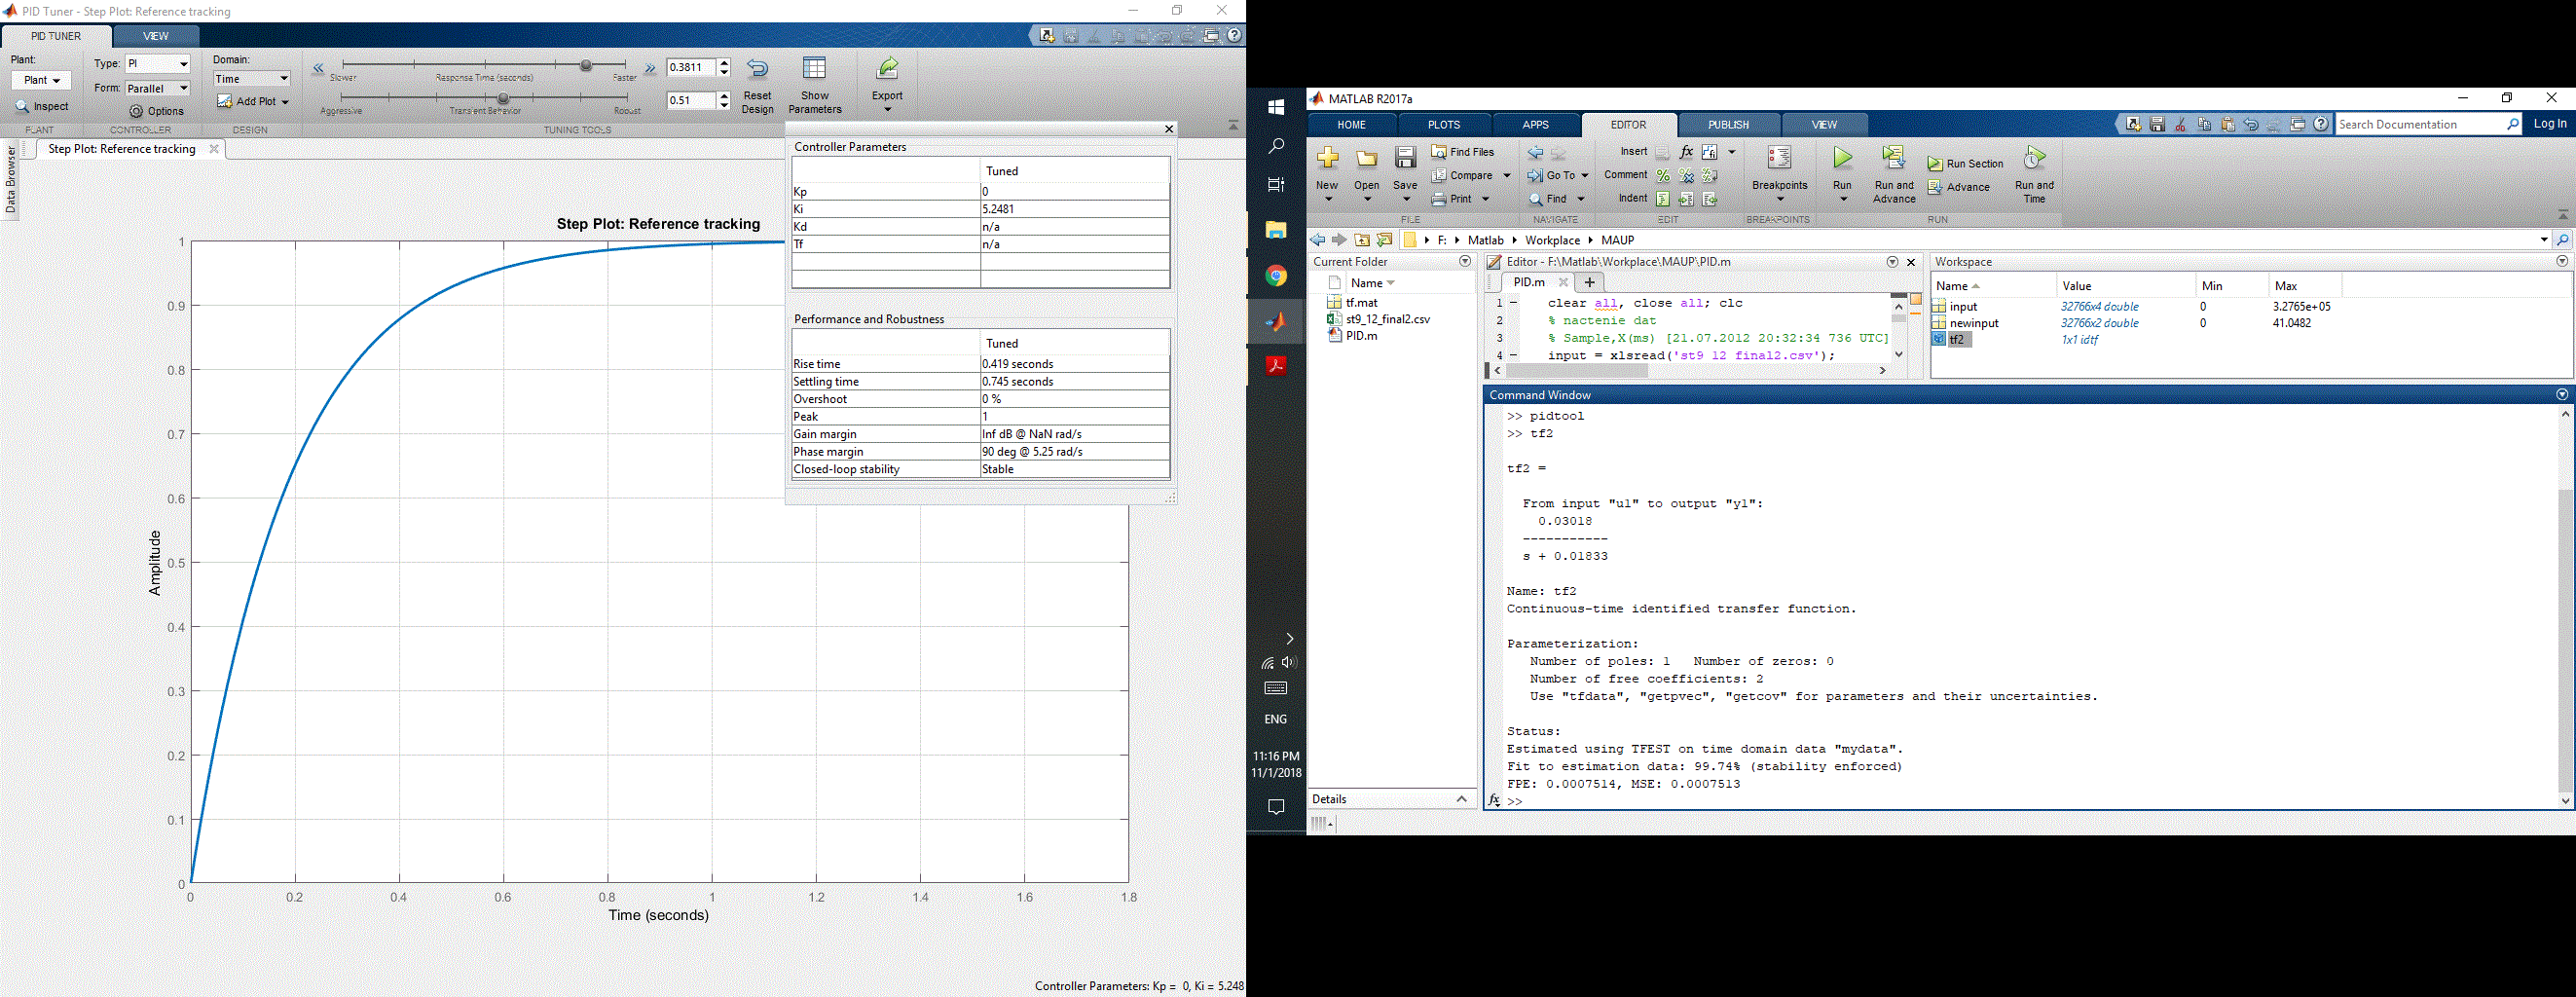 PID Tuner - Step Plot: Reference tracking
PID TUNER
VIEW
Plant:
Plant
Inspect
PLANT
Type: PI
Form: Parallel
Options
CONTROLLER
Domain:
Time
Add Plot
DESIGN
Slower Response Time (seconds) Faster
0.3811
Aggressive Transient Behavior Robust
0.51
TUNING TOOLS
Reset Design
Show Parameters
Export
Data Browser
Step Plot: Reference tracking
Step Plot: Reference tracking
Amplitude
1
0.9
0.8
0.7
0.6
0.5
0.4
0.3
0.2
0.1
0
0 0.2 0.4 0.6 0.8 1 1.2 1.4 1.6 1.8
Time (seconds)
Controller Parameters
Tuned
Kp 0
Ki 5.2481
Kd n/a
Tf n/a
Performance and Robustness
Tuned
Rise time 0.419 seconds
Settling time 0.745 seconds
Overshoot 0 %
Peak 1
Gain margin Inf dB @ NaN rad/s
Phase margin 90 deg @ 5.25 rad/s
Closed-loop stability Stable
Controller Parameters: Kp = 0, Ki = 5.248
ENG
11:16 PM
11/1/2018
MATLAB R2017a
HOME PLOTS APPS EDITOR PUBLISH VIEW
Search Documentation
Log In
New
Open
Save
Find Files
Compare
Print
FILE
Go To
Find
NAVIGATE
Insert
Comment
Indent
EDIT
Breakpoints
BREAKPOINTS
Run
Run and Advance
Run Section
Advance
Run and Time
RUN
F: Matlab Workplace MAUP
Current Folder
Name
tf.mat
st9_12_final2.csv
PID.m
Details
Editor - F:\Matlab\Workplace\MAUP\PID.m
PID.m
1 clear all, close all; clc
2 % nactenie dat
3 % Sample,X(ms) [21.07.2012 20:32:34 736 UTC]
4 input = xlsread('st9_12_final2.csv');
Workspace
Name Value Min Max
input 32766x4 double 0 3.2765e+05
newinput 32766x2 double 0 41.0482
tf2 1x1 idtf
Command Window
>> pidtool
>> tf2
tf2 =
From input "u1" to output "y1":
0.03018
-----------
s + 0.01833
Name: tf2
Continuous-time identified transfer function.
Parameterization:
Number of poles: 1 Number of zeros: 0
Number of free coefficients: 2
Use "tfdata", "getpvec", "getcov" for parameters and their uncertainties.
Status:
Estimated using TFEST on time domain data "mydata".
Fit to estimation data: 99.74% (stability enforced)
FPE: 0.0007514, MSE: 0.0007513
fx >>